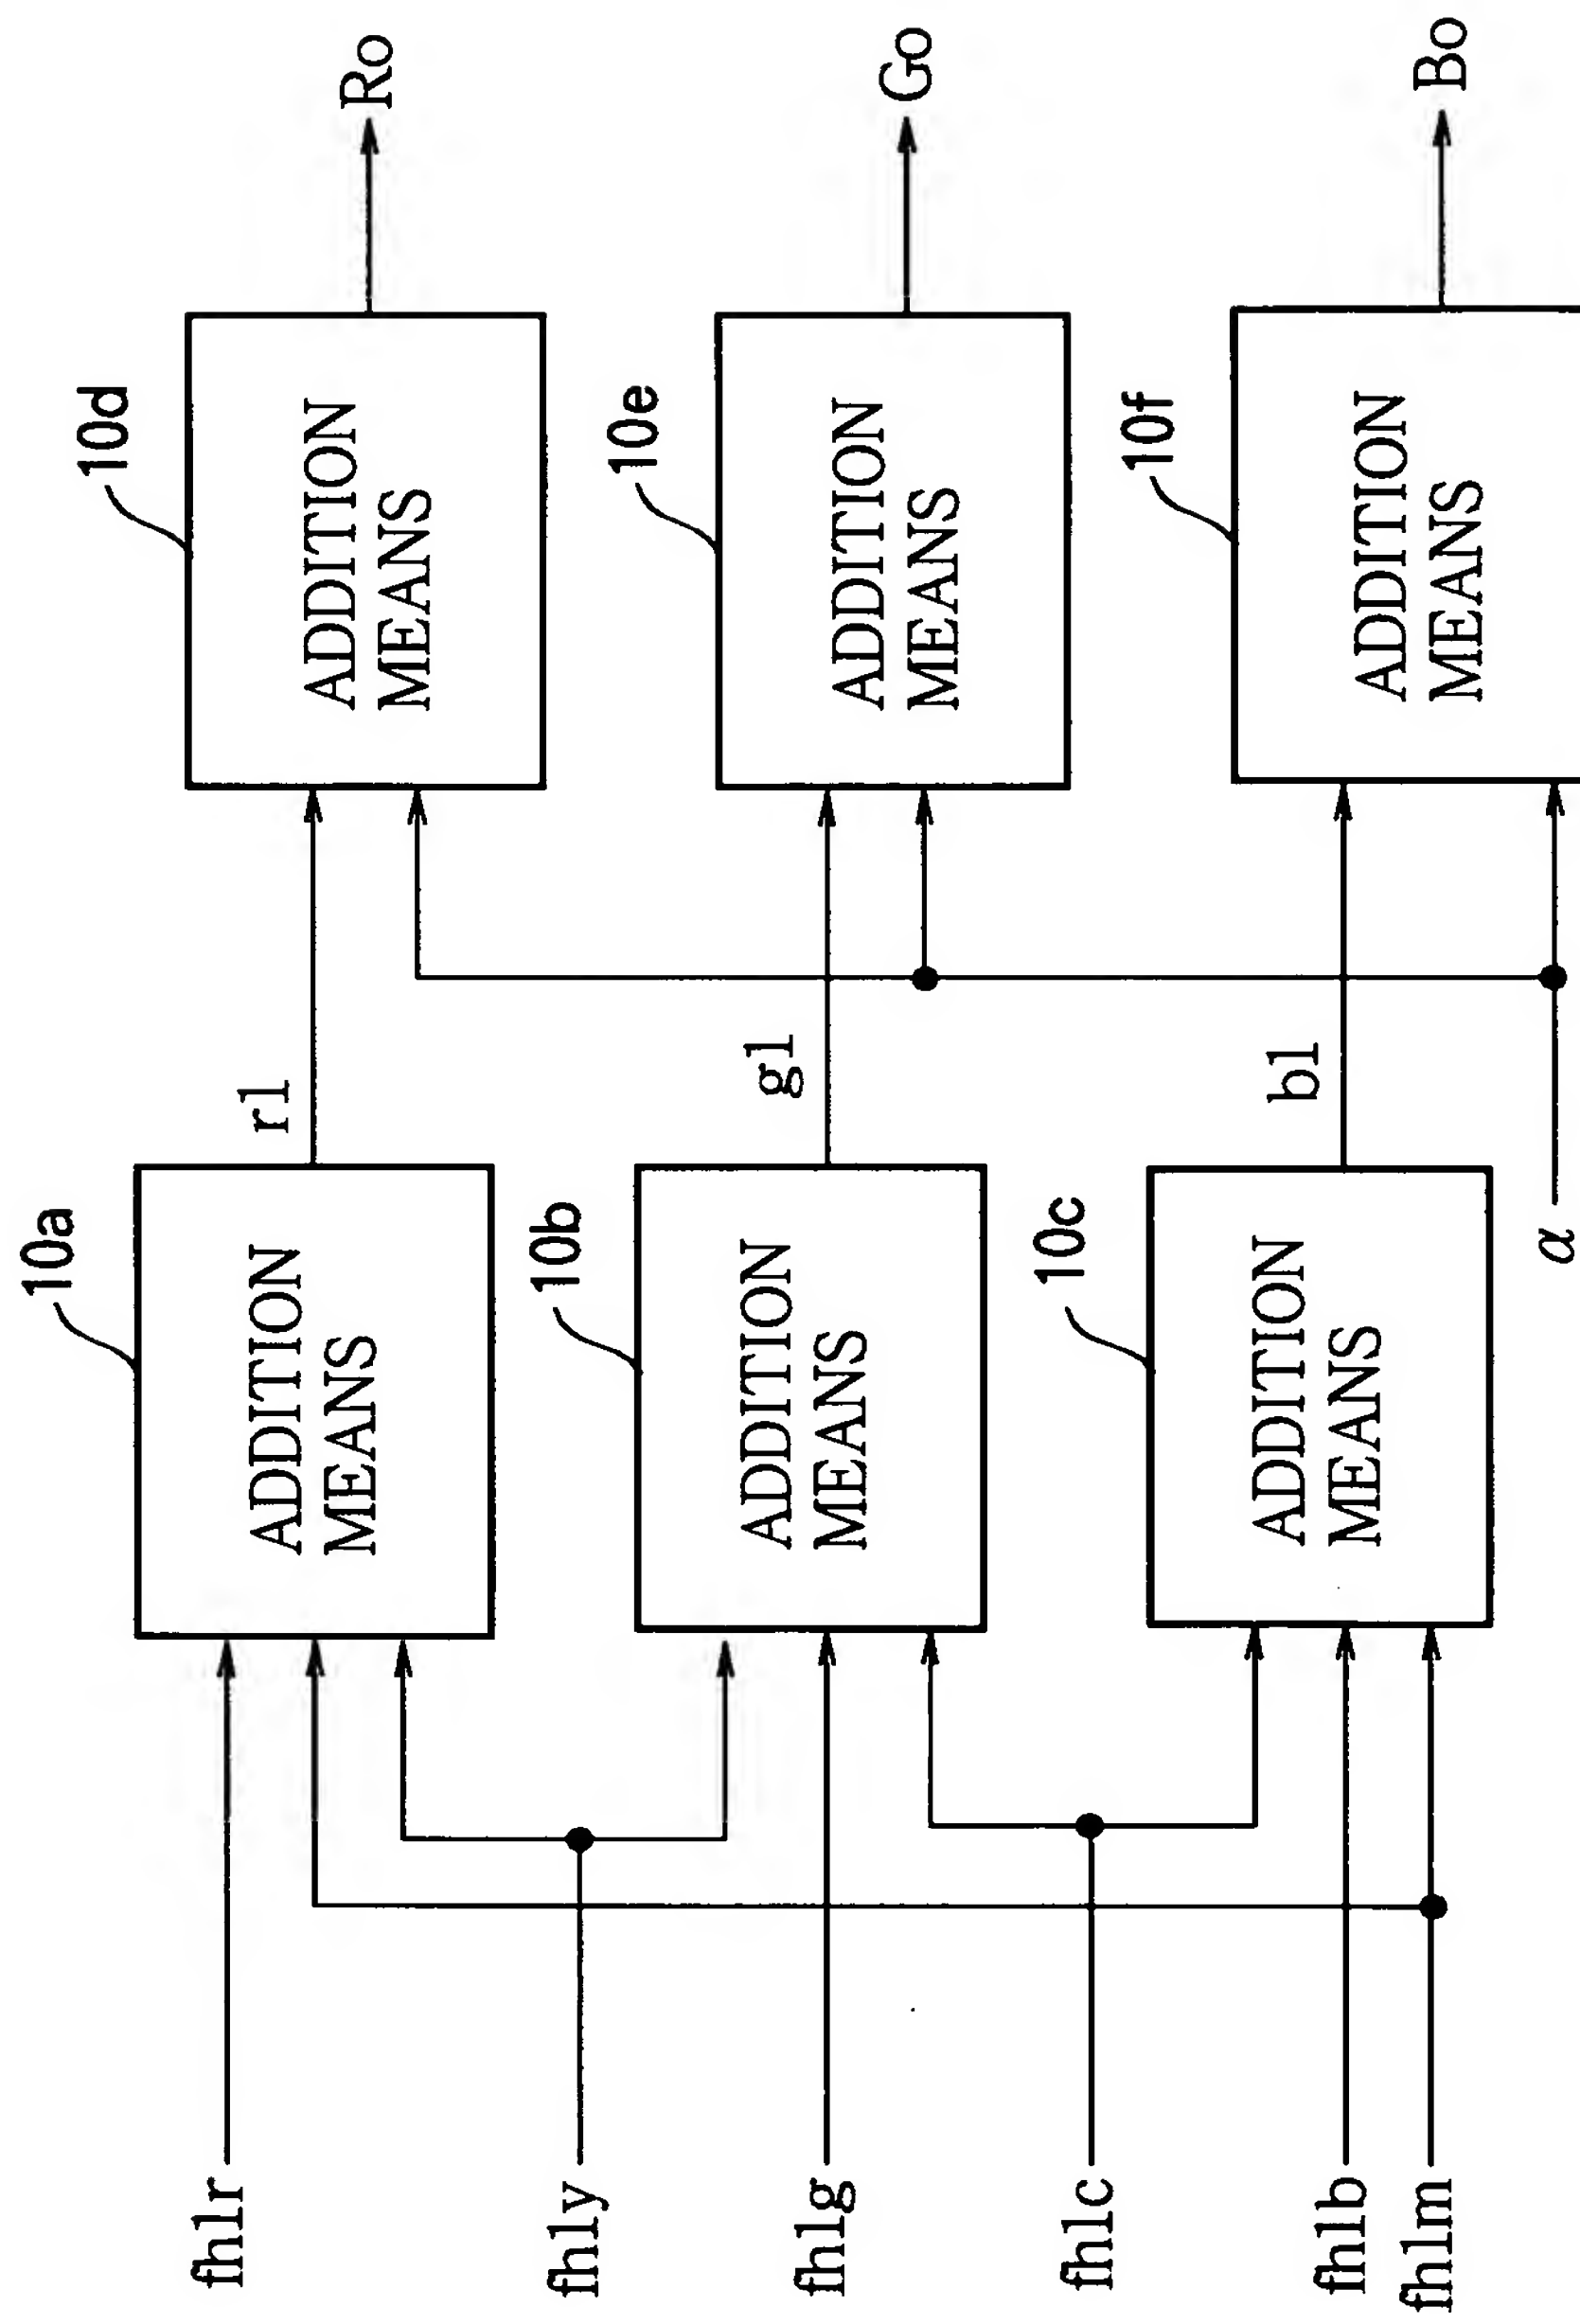 10a
10d
fh1r
ADDITION
MEANS
r1
ADDITION
MEANS
Ro
10b
10e
fh1y
fh1g
ADDITION
MEANS
g1
ADDITION
MEANS
Go
10c
10f
fh1c
fh1b
fh1m
ADDITION
MEANS
b1
ADDITION
MEANS
Bo
α